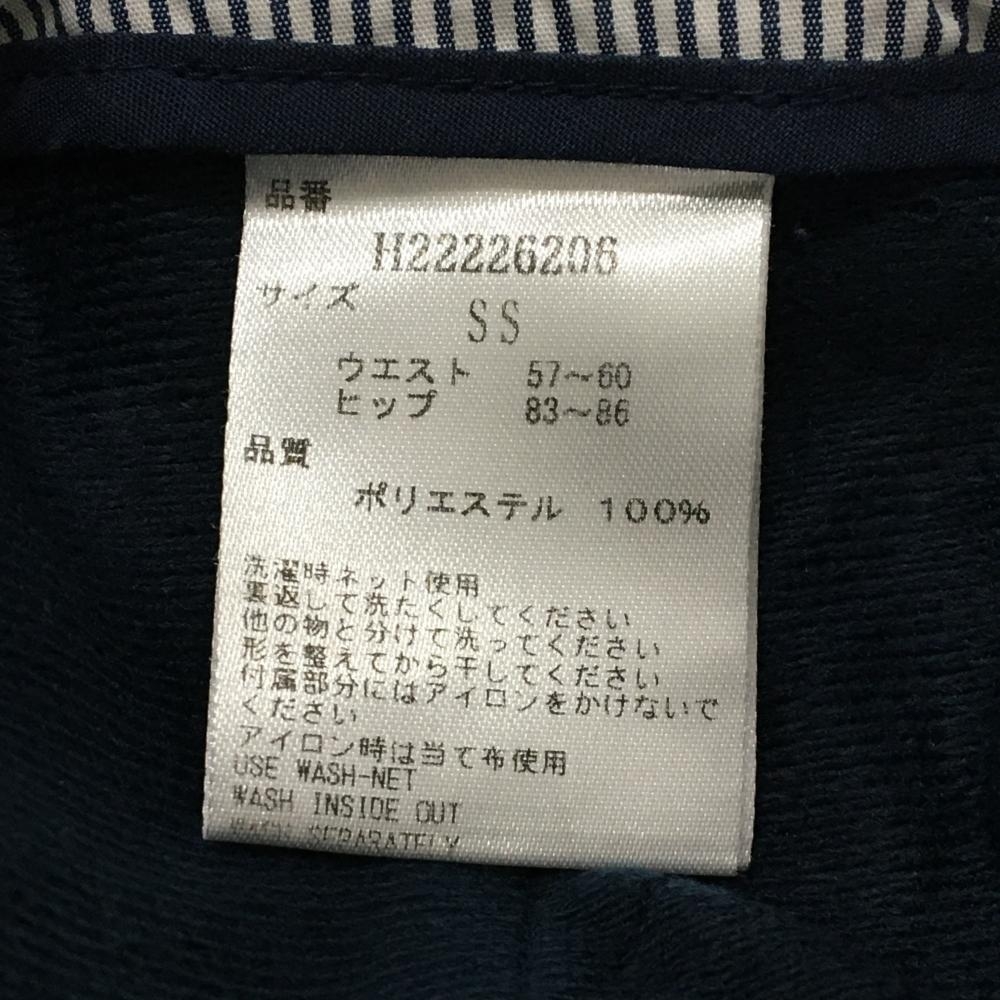 品番
H22226206
サイズ
SS
ウエスト 57～60
ヒップ 83～86
品質
ポリエステル 100%
洗濯時ネット使用
裏返して洗たくしてください
他の物と分けて洗ってください
形を整えてから干してください
付属部分にはアイロンをかけないで
ください
アイロン時は当て布使用
USE WASH-NET
WASH INSIDE OUT
WASH SEPARATELY